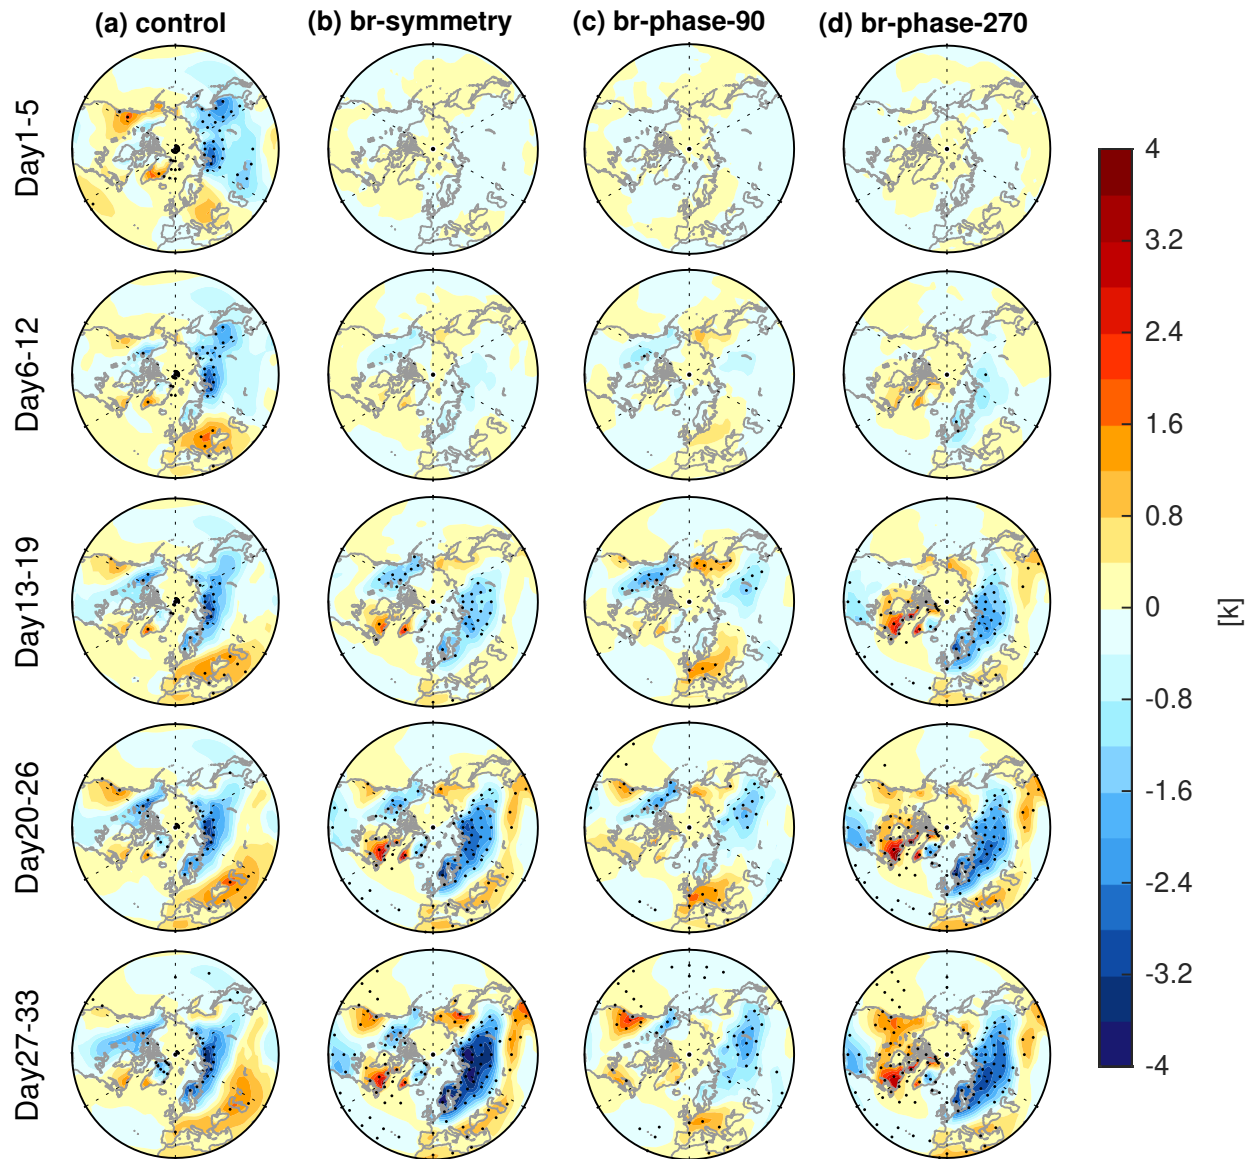 (a) control (b) br-symmetry (c) br-phase-90 (d) br-phase-270
Day1-5
Day6-12
Day13-19
Day20-26
Day27-33
4
3.2
2.4
1.6
0.8
0
-0.8
-1.6
-2.4
-3.2
-4
[k]